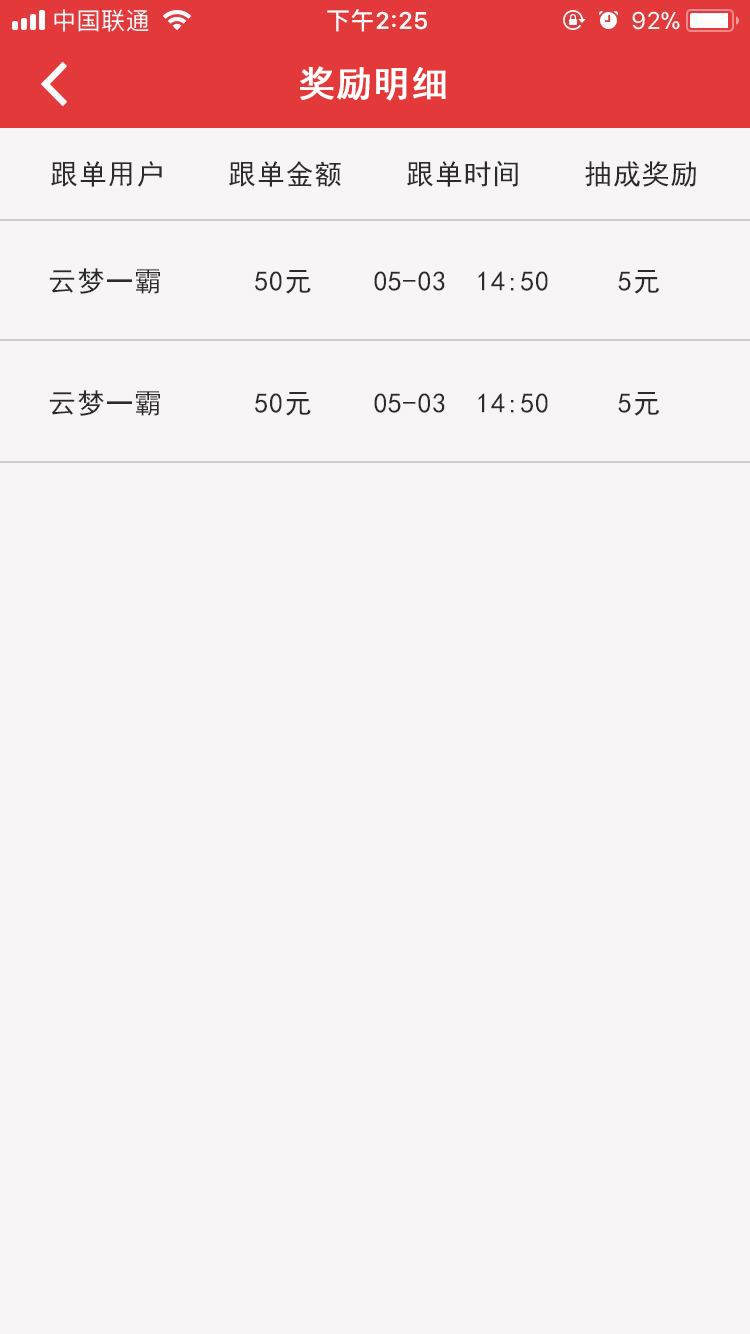 中国联通 下午2:25 92%
奖励明细
跟单用户 跟单金额 跟单时间 抽成奖励
云梦一霸 50元 05-03 14:50 5元
云梦一霸 50元 05-03 14:50 5元